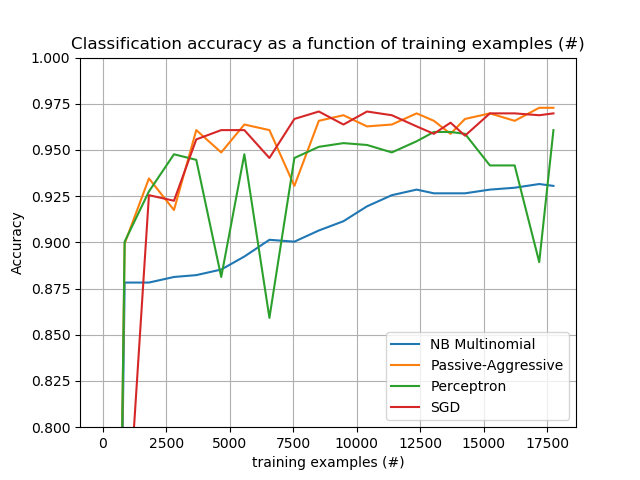 Classification accuracy as a function of training examples (#)
1.000
0.975
0.950
0.925
0.900
0.875
0.850
0.825
0.800
Accuracy
NB Multinomial
Passive-Aggressive
Perceptron
SGD
0 2500 5000 7500 10000 12500 15000 17500
training examples (#)